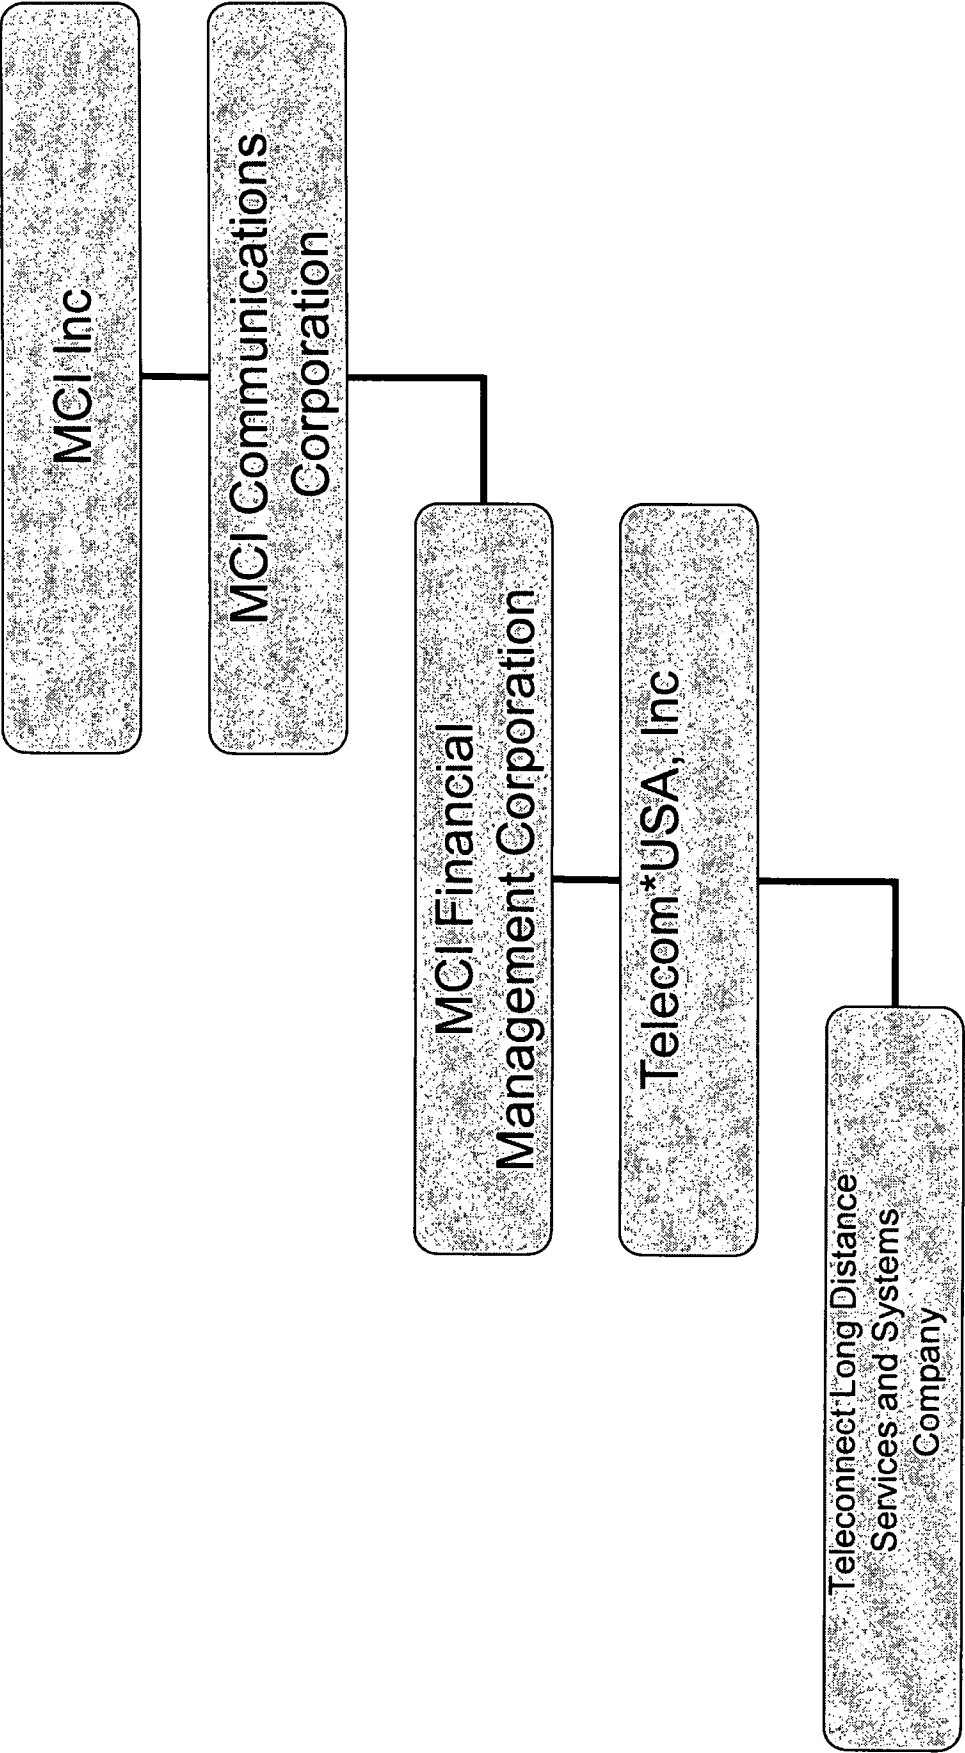 MCI Inc
MCI Communications
Corporation
MCI Financial
Management Corporation
Telecom*USA, Inc
Teleconnect Long Distance
Services and Systems
Company